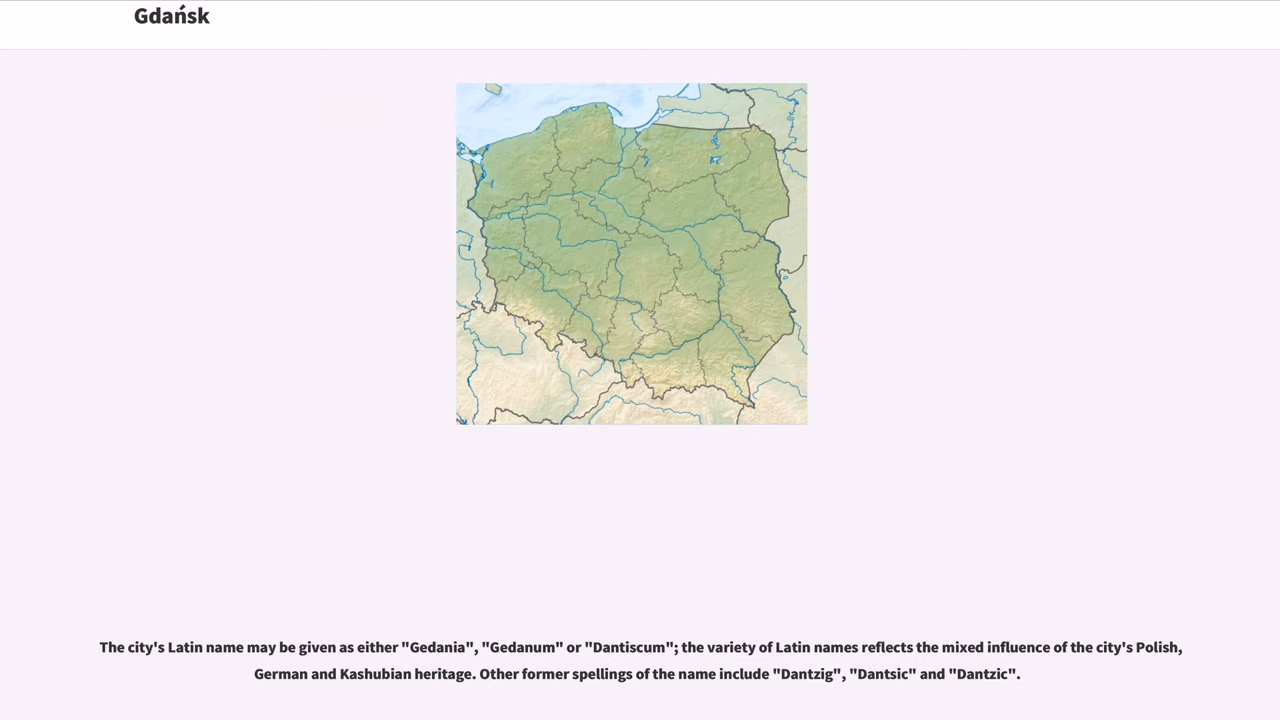 Gdańsk
The city's Latin name may be given as either "Gedania", "Gedanum" or "Dantiscum"; the variety of Latin names reflects the mixed influence of the city's Polish,
German and Kashubian heritage. Other former spellings of the name include "Dantzig", "Dantsic" and "Dantzic".